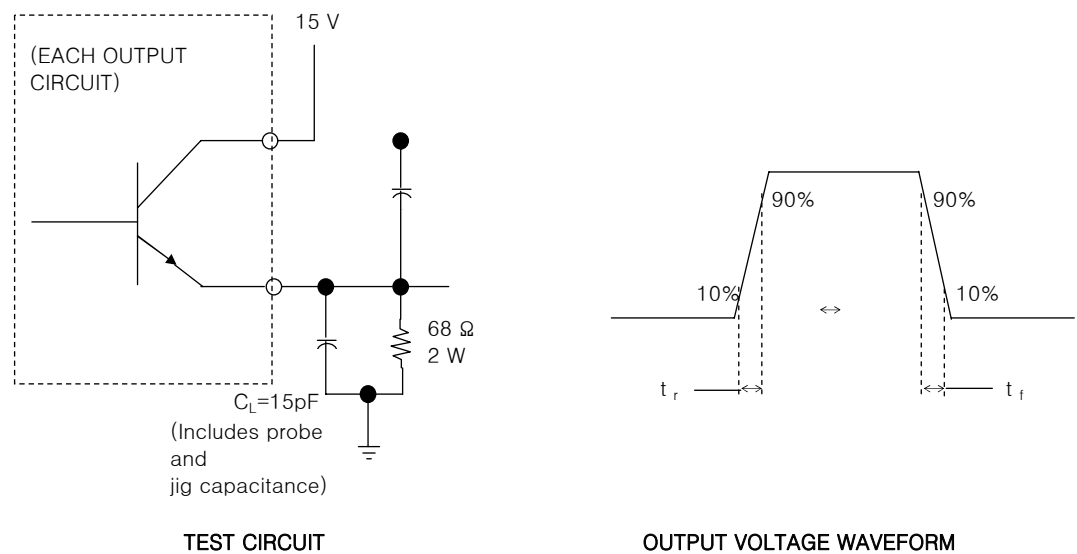 15 V
(EACH OUTPUT
CIRCUIT)
68 Ω
2 W
CL=15pF
(Includes probe
and
jig capacitance)
TEST CIRCUIT
90%
90%
10%
10%
t r
t f
OUTPUT VOLTAGE WAVEFORM